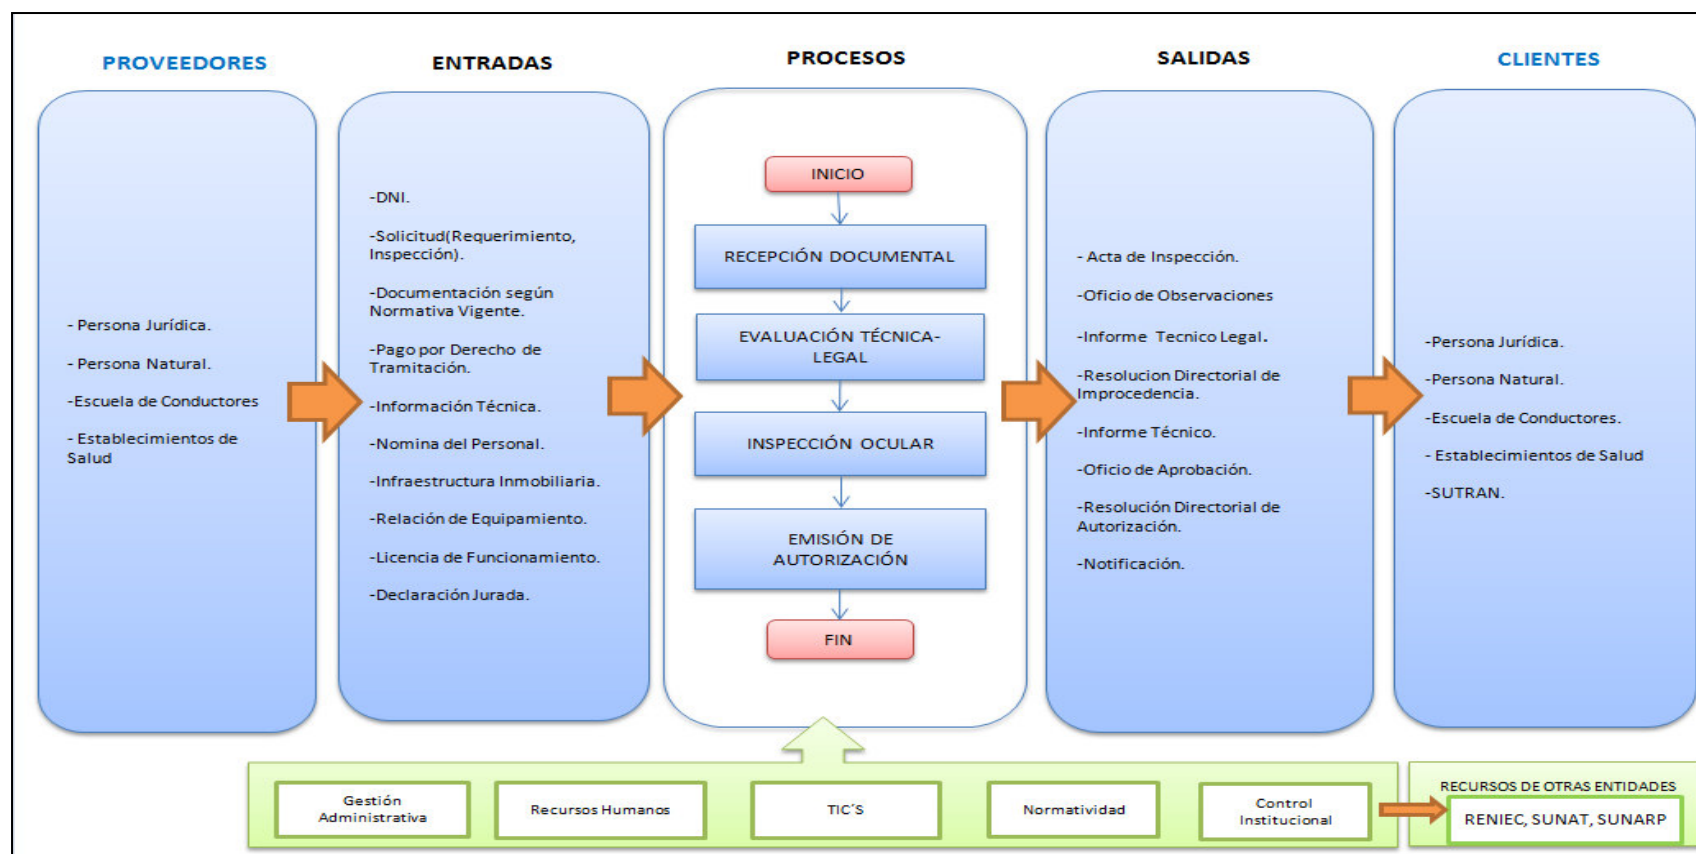 PROVEEDORES
- Persona Jurídica.
- Persona Natural.
-Escuela de Conductores
- Establecimientos de
Salud
ENTRADAS
-DNI.
-Solicitud(Requerimiento,
Inspección).
-Documentación según
Normativa Vigente.
-Pago por Derecho de
Tramitación.
-Información Técnica.
-Nomina del Personal.
-Infraestructura Inmobiliaria.
-Relación de Equipamiento.
-Licencia de Funcionamiento.
-Declaración Jurada.
PROCESOS
INICIO
RECEPCIÓN DOCUMENTAL
EVALUACIÓN TÉCNICA-
LEGAL
INSPECCIÓN OCULAR
EMISIÓN DE
AUTORIZACIÓN
FIN
SALIDAS
- Acta de Inspección.
-Oficio de Observaciones
-Informe Tecnico Legal.
-Resolucion Directorial de
Improcedencia.
-Informe Técnico.
-Oficio de Aprobación.
-Resolución Directorial de
Autorización.
-Notificación.
CLIENTES
-Persona Jurídica.
-Persona Natural.
-Escuela de Conductores.
- Establecimientos de Salud
-SUTRAN.
Gestión
Administrativa
Recursos Humanos
TIC´S
Normatividad
Control
Institucional
RECURSOS DE OTRAS ENTIDADES
RENIEC, SUNAT, SUNARP